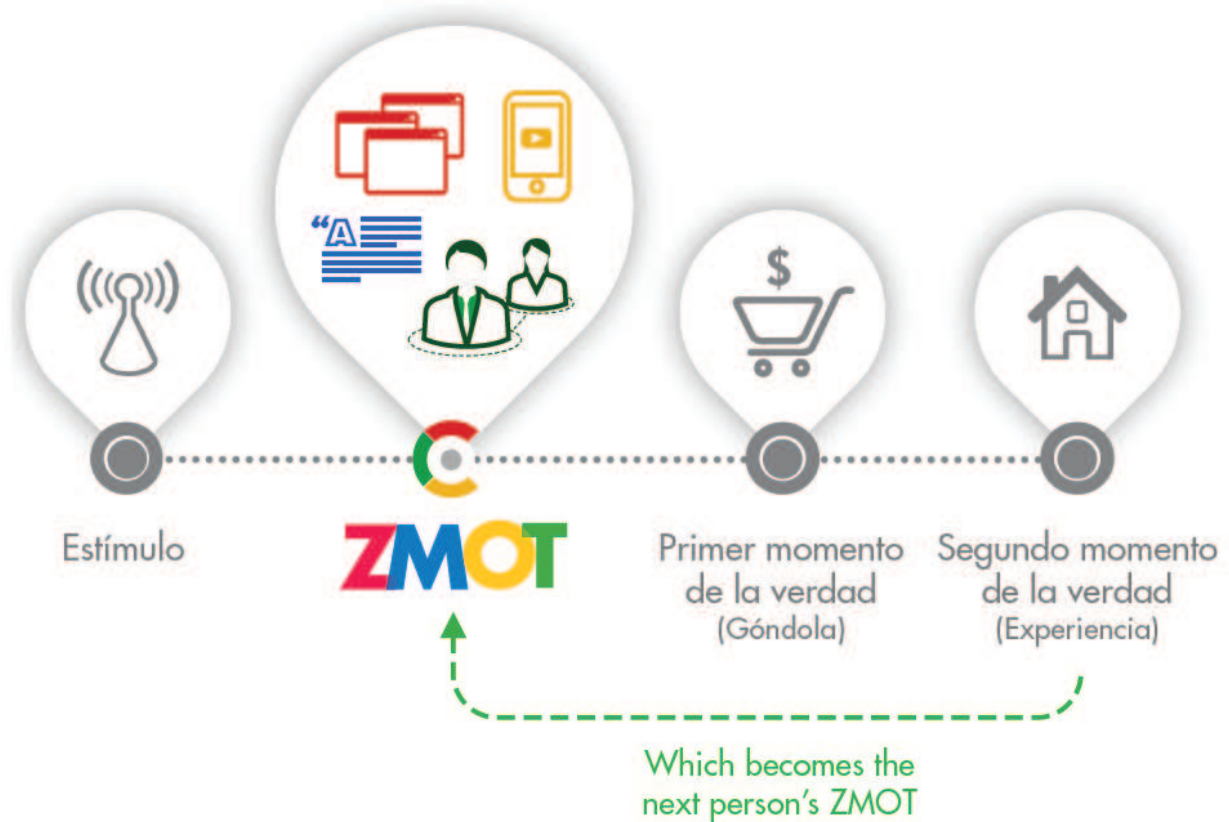 “A
$
Estímulo
ZMOT
Primer momento
de la verdad
(Góndola)
Segundo momento
de la verdad
(Experiencia)
Which becomes the
next person’s ZMOT